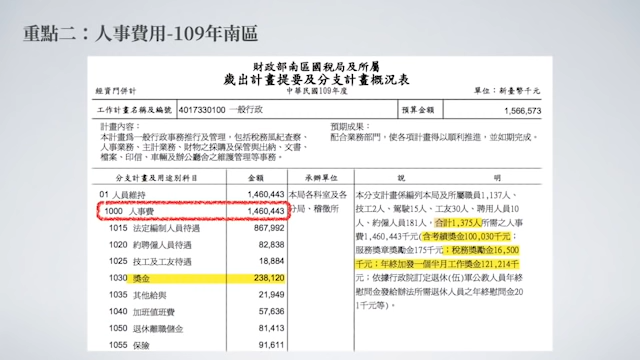 重點二：人事費用-109年南區
財政部南區國稅局及所屬
歲出計畫提要及分支計畫概況表
經資門併計
中華民國109年度
單位：新臺幣千元
工作計畫名稱及編號 4017330100 一般行政 預算金額 1,566,573
計畫內容：
本計畫為一般行政事務推行及管理，包括稅務風紀查察、
人事業務、主計業務、財物之採購及保管與出納、文書、
檔案、印信、車輛及辦公廳舍之維護管理等事務。
預期成果：
配合業務部門，使各項計畫得以順利推進，並如期完成。
分支計畫及用途別科目 金額 承辦單位 說 明
01 人員維持 1,460,443
1000 人事費 1,460,443
1015 法定編制人員待遇 867,992
1020 約聘僱人員待遇 82,838
1025 技工及工友待遇 18,884
1030 獎金 238,120
1035 其他給與 21,949
1040 加班值班費 57,636
1050 退休離職儲金 81,413
1055 保險 91,611
本局各科室及各
分局、稽徵所
本分支計畫係編列本局及所屬職員1,137人、
技工2人、駕駛15人、工友30人、聘用人員10
人、約僱人員181人，合計1,375人所需之人事
費1,460,443千元(含考績獎金100,030千元；
服務獎章獎勵金175千元；稅務獎勵金16,500
千元；年終加發一個半月工作獎金121,214千
元；依據行政院訂定退休(伍)軍公教人員年終
慰問金發給辦法所需退休人員之年終慰問金201
千元等)。